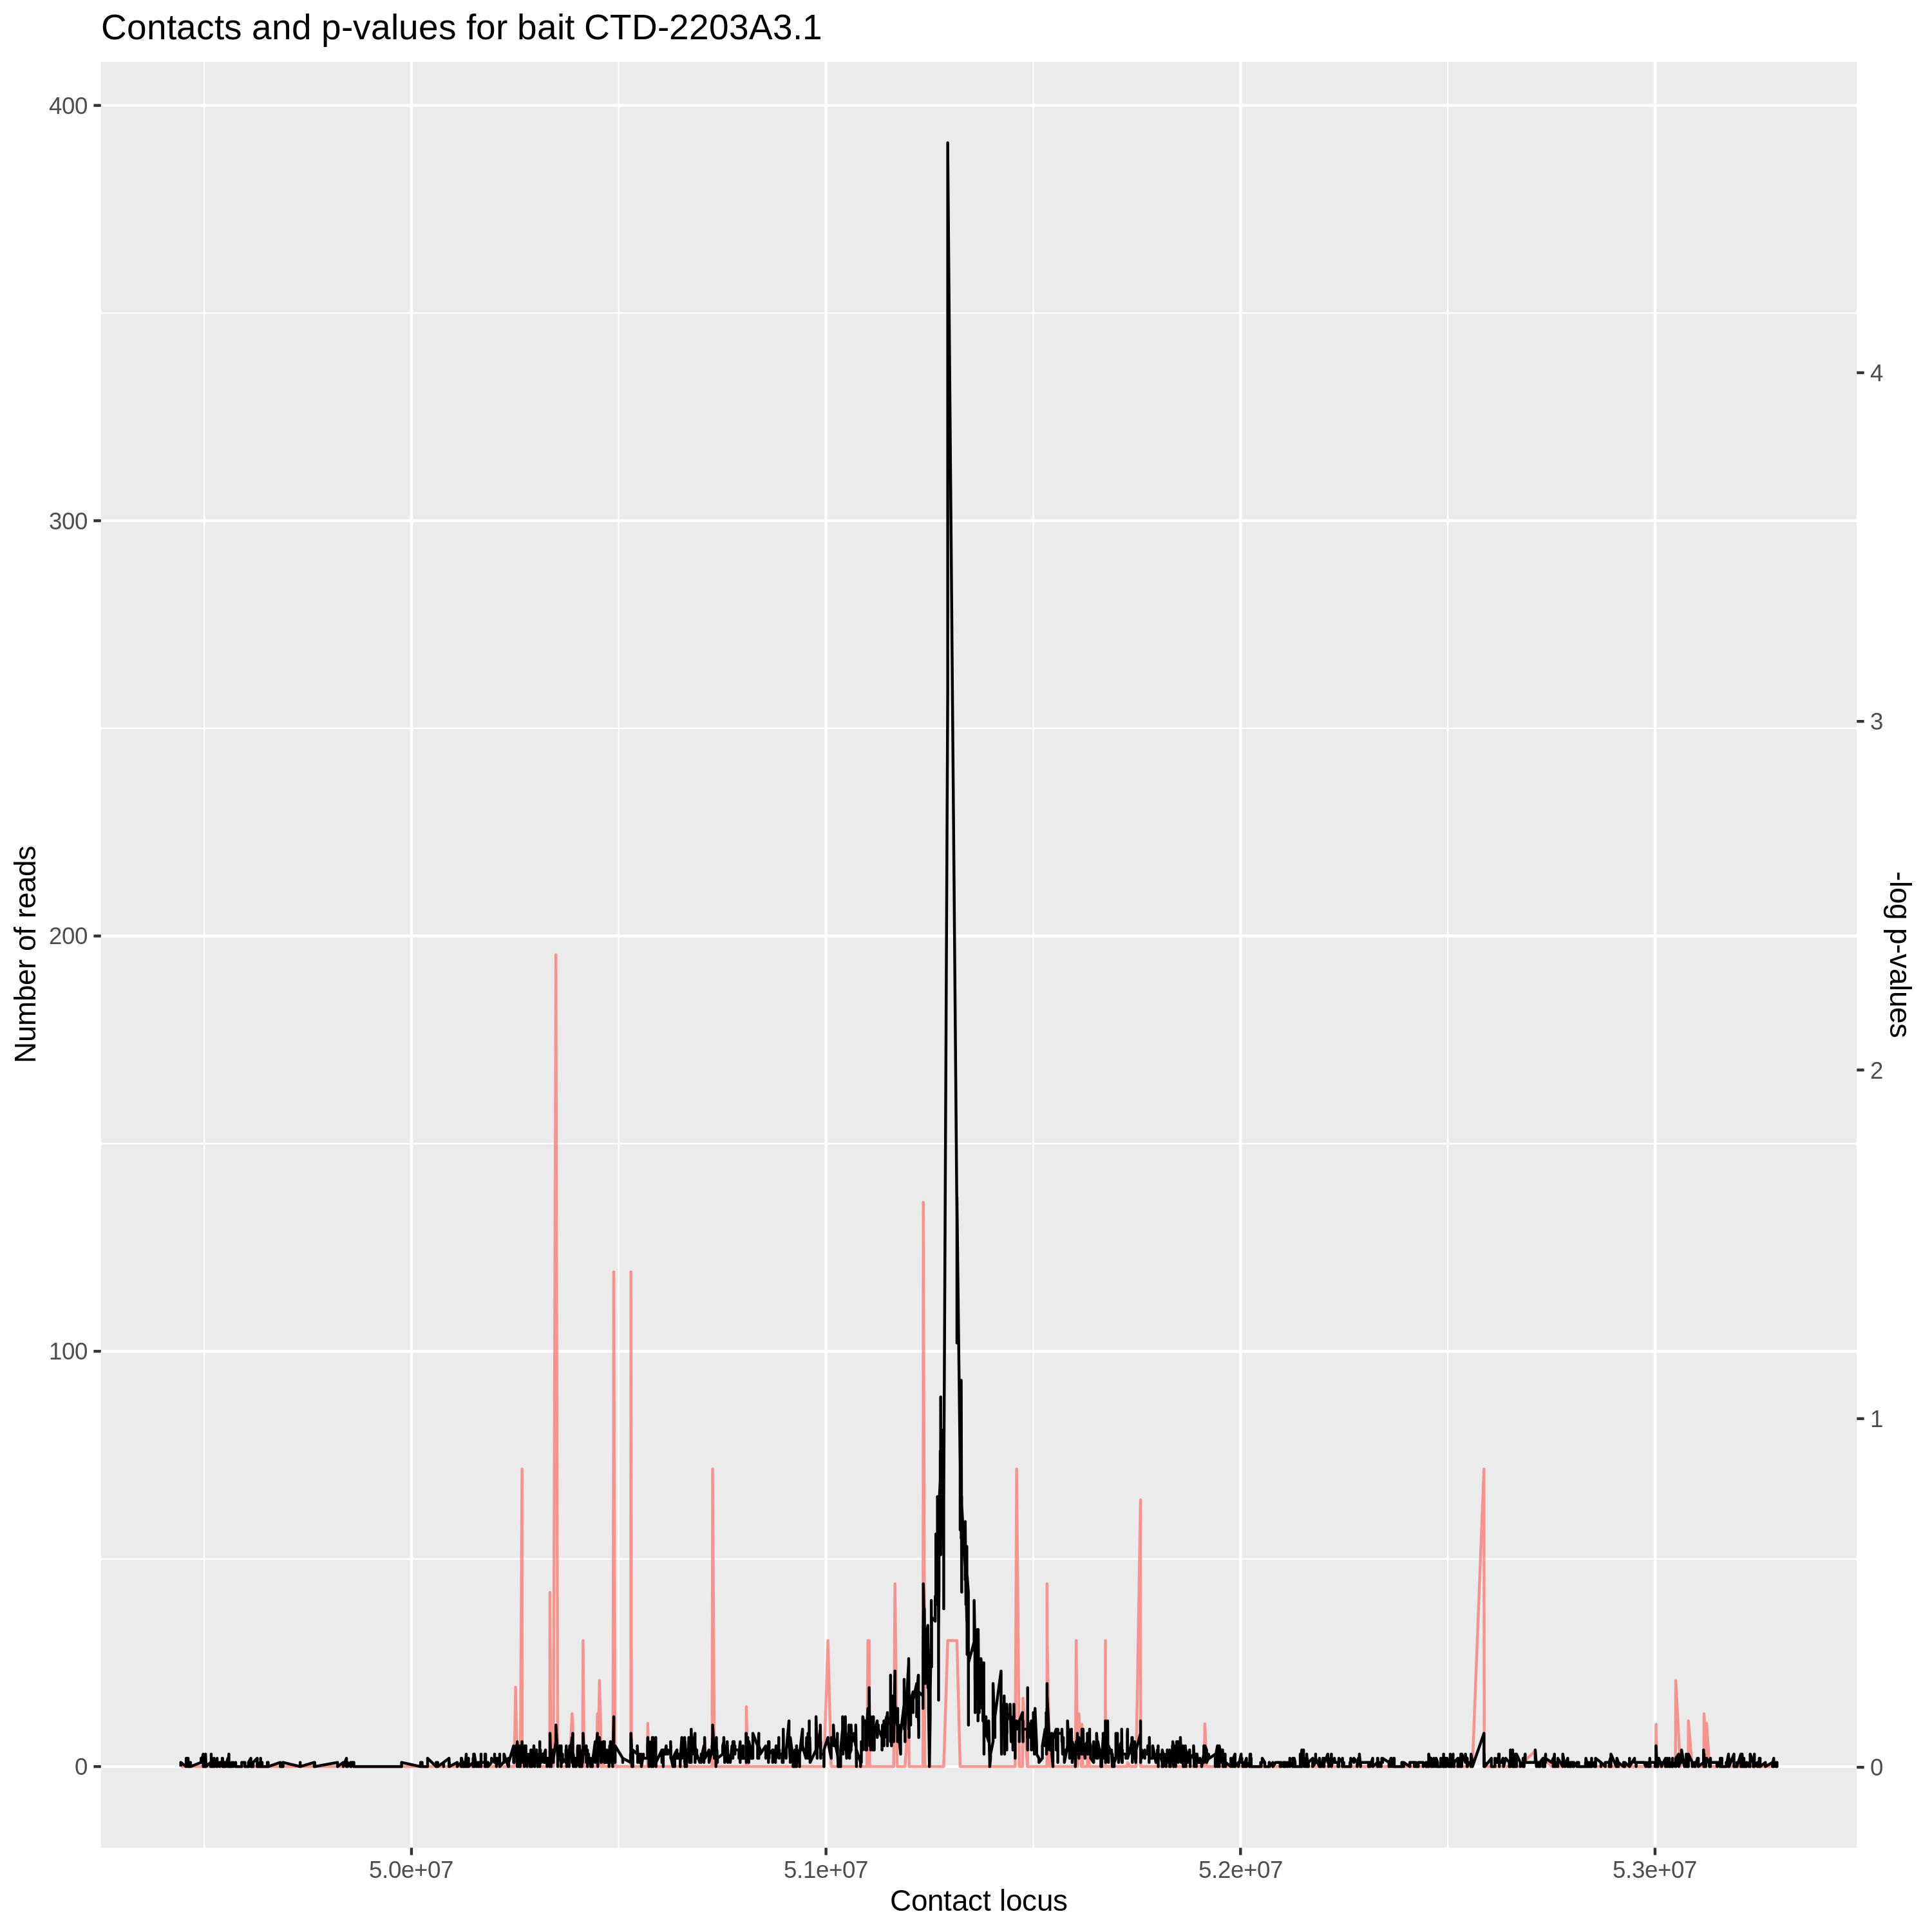 Contacts and p-values for bait CTD-2203A3.1
400
300
200
100
0
Number of reads
4
3
2
1
0
-log p-values
5.0e+07
5.1e+07
5.2e+07
5.3e+07
Contact locus